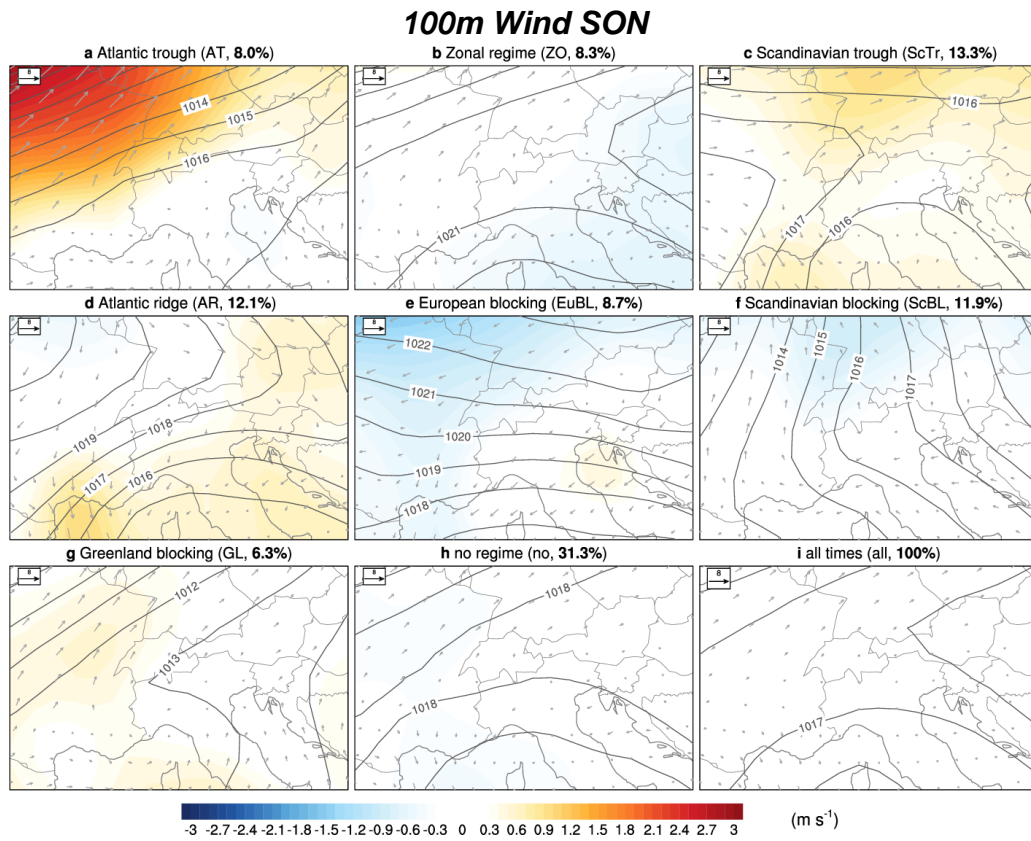 100m Wind SON
a Atlantic trough (AT, 8.0%)
b Zonal regime (ZO, 8.3%)
c Scandinavian trough (ScTr, 13.3%)
8
1014
1015
1016
8
1021
8
1016
1017
1016
d Atlantic ridge (AR, 12.1%)
e European blocking (EuBL, 8.7%)
f Scandinavian blocking (ScBL, 11.9%)
8
1019
1018
1017
1016
8
1022
1021
1020
1019
1018
8
1014
1015
1016
1017
g Greenland blocking (GL, 6.3%)
h no regime (no, 31.3%)
i all times (all, 100%)
8
1012
1013
8
1018
1018
8
1017
-3 -2.7 -2.4 -2.1 -1.8 -1.5 -1.2 -0.9 -0.6 -0.3 0 0.3 0.6 0.9 1.2 1.5 1.8 2.1 2.4 2.7 3
(m s⁻¹)